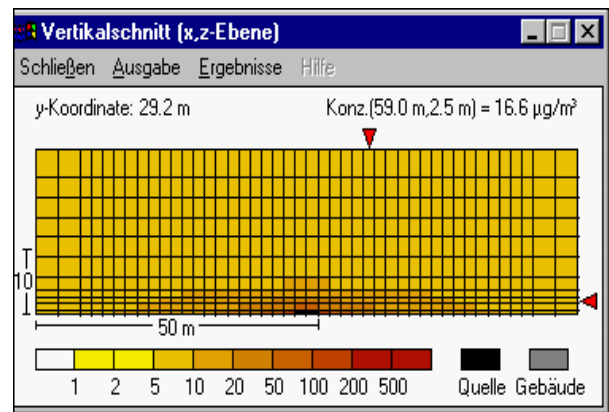 Vertikalschnitt (x,z-Ebene)
Schließen Ausgabe Ergebnisse Hilfe
y-Koordinate: 29.2 m Konz.(59.0 m,2.5 m) = 16.6 µg/m³
10
50 m
1 2 5 10 20 50 100 200 500 Quelle Gebäude